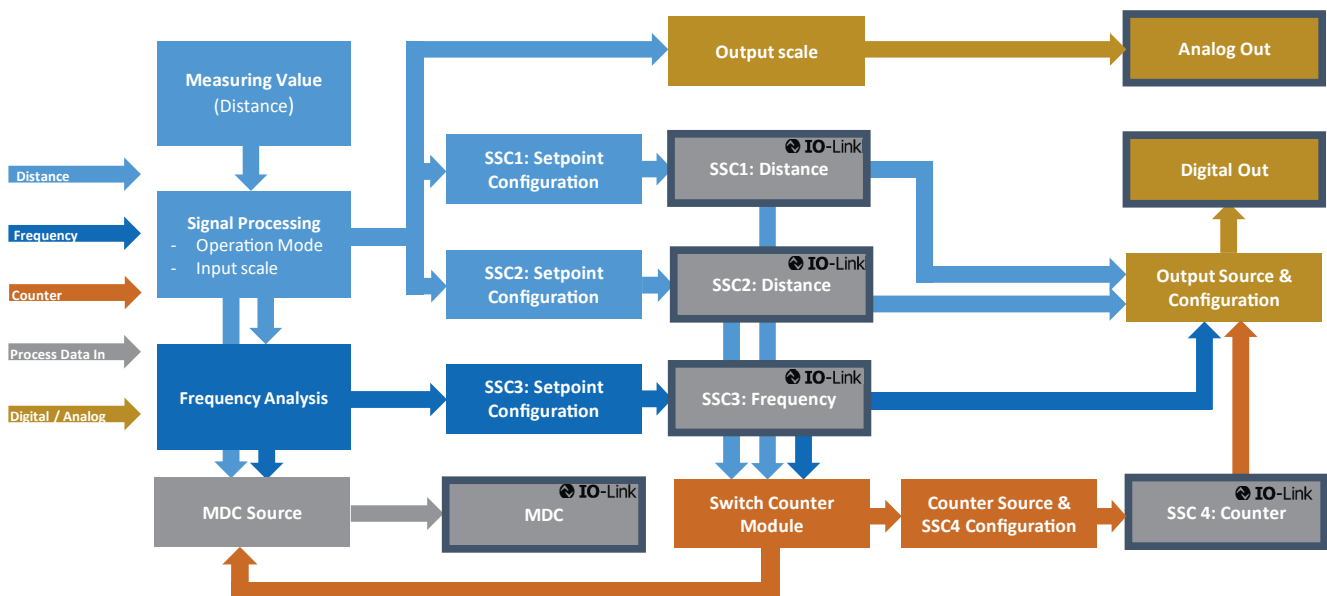 Measuring Value
(Distance)
Output scale
Analog Out
Distance
Frequency
Counter
Process Data In
Digital / Analog
Signal Processing
- Operation Mode
- Input scale
SSC1: Setpoint
Configuration
IO-Link
SSC1: Distance
Digital Out
SSC2: Setpoint
Configuration
IO-Link
SSC2: Distance
Output Source &
Configuration
Frequency Analysis
SSC3: Setpoint
Configuration
IO-Link
SSC3: Frequency
MDC Source
IO-Link
MDC
Switch Counter
Module
Counter Source &
SSC4 Configuration
IO-Link
SSC 4: Counter